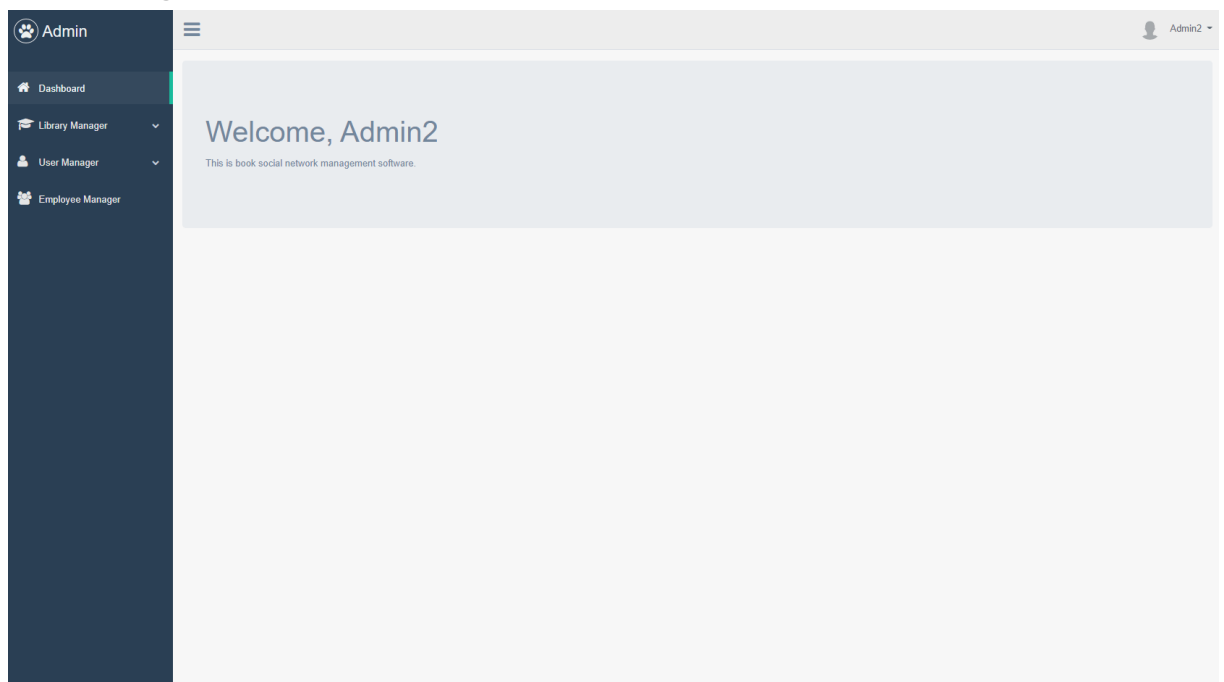 Admin
Admin2
Dashboard
Library Manager
User Manager
Employee Manager
Welcome, Admin2
This is book social network management software.